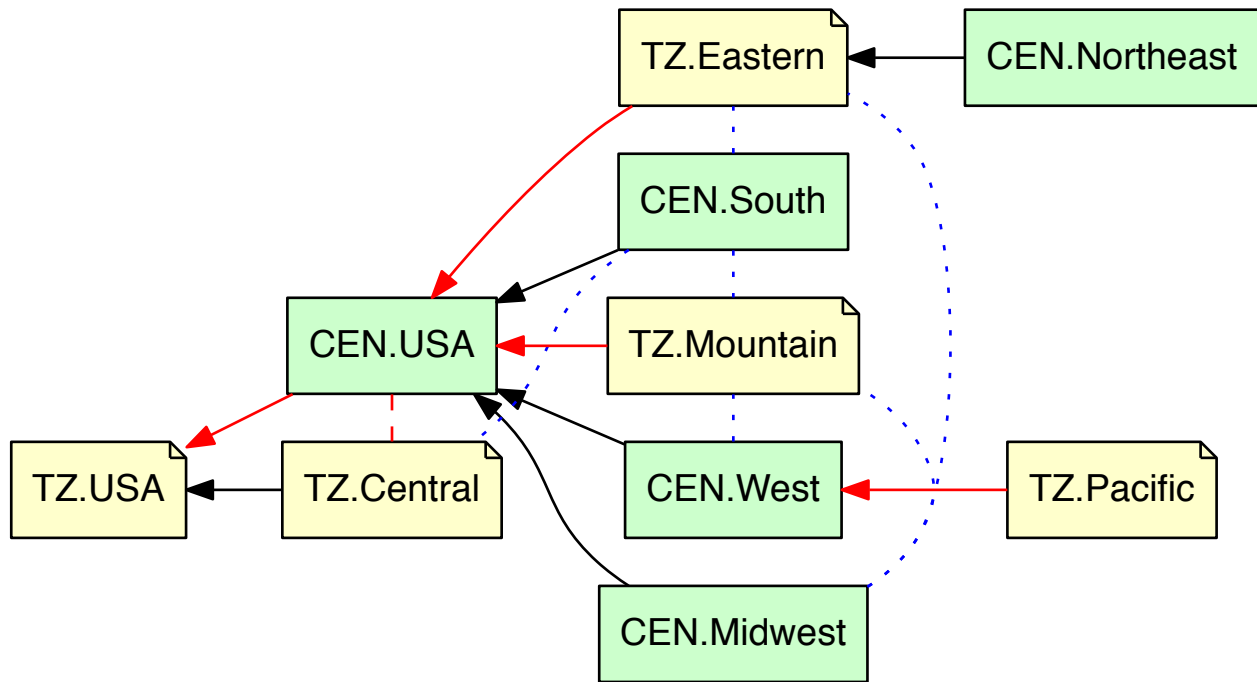 TZ.Eastern
CEN.Northeast
CEN.South
CEN.USA
TZ.Mountain
TZ.USA
TZ.Central
CEN.West
TZ.Pacific
CEN.Midwest